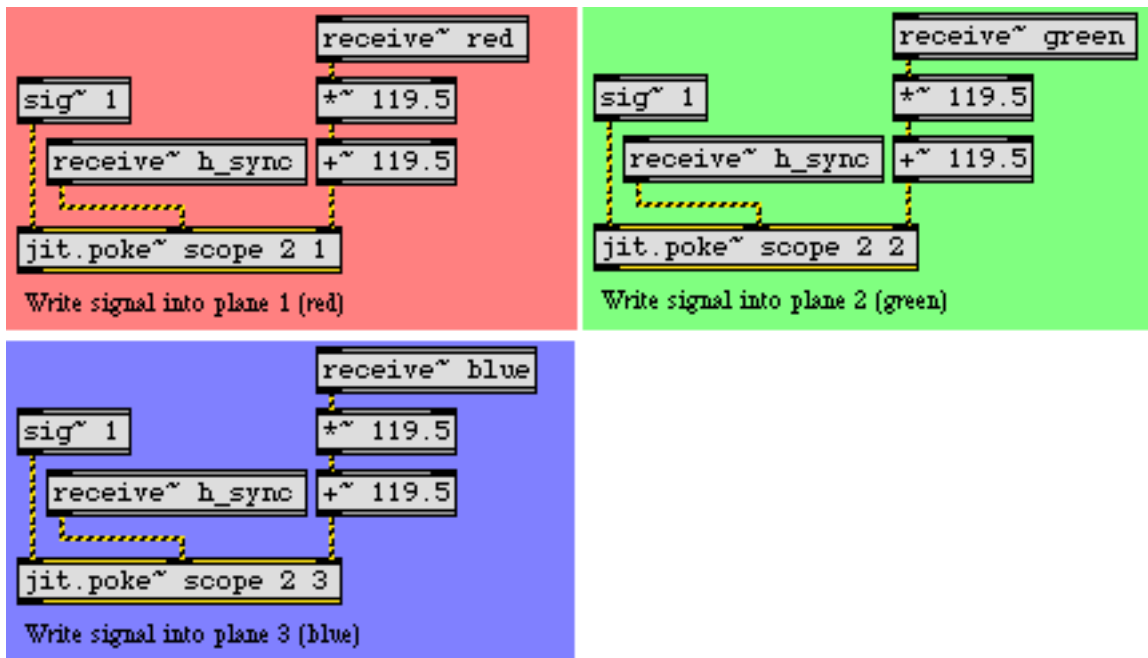 receive~ red
sig~ 1
*~ 119.5
receive~ h_sync
+~ 119.5
jit.poke~ scope 2 1
Write signal into plane 1 (red)
receive~ green
sig~ 1
*~ 119.5
receive~ h_sync
+~ 119.5
jit.poke~ scope 2 2
Write signal into plane 2 (green)
receive~ blue
sig~ 1
*~ 119.5
receive~ h_sync
+~ 119.5
jit.poke~ scope 2 3
Write signal into plane 3 (blue)